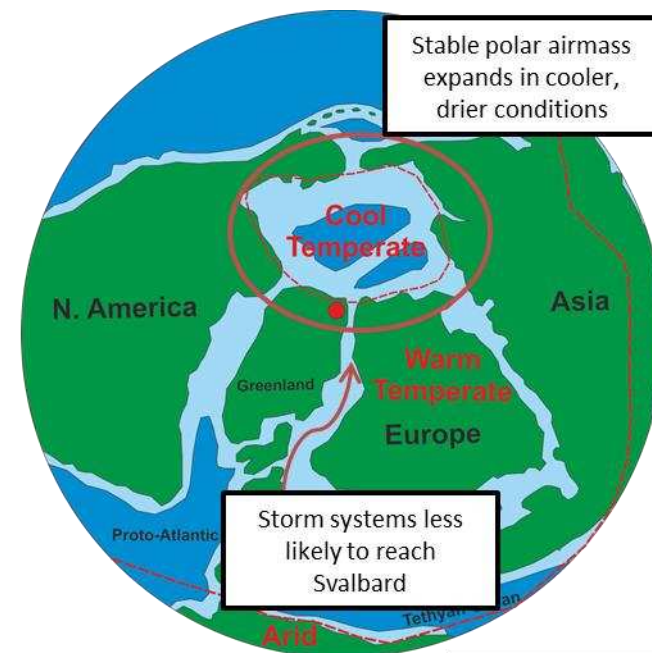 Stable polar airmass
expands in cooler,
drier conditions
Cool
Temperate
N. America
Asia
Greenland
Warm
Temperate
Europe
Proto-Atlantic
Storm systems less
likely to reach
Svalbard
Tethyan
Arid